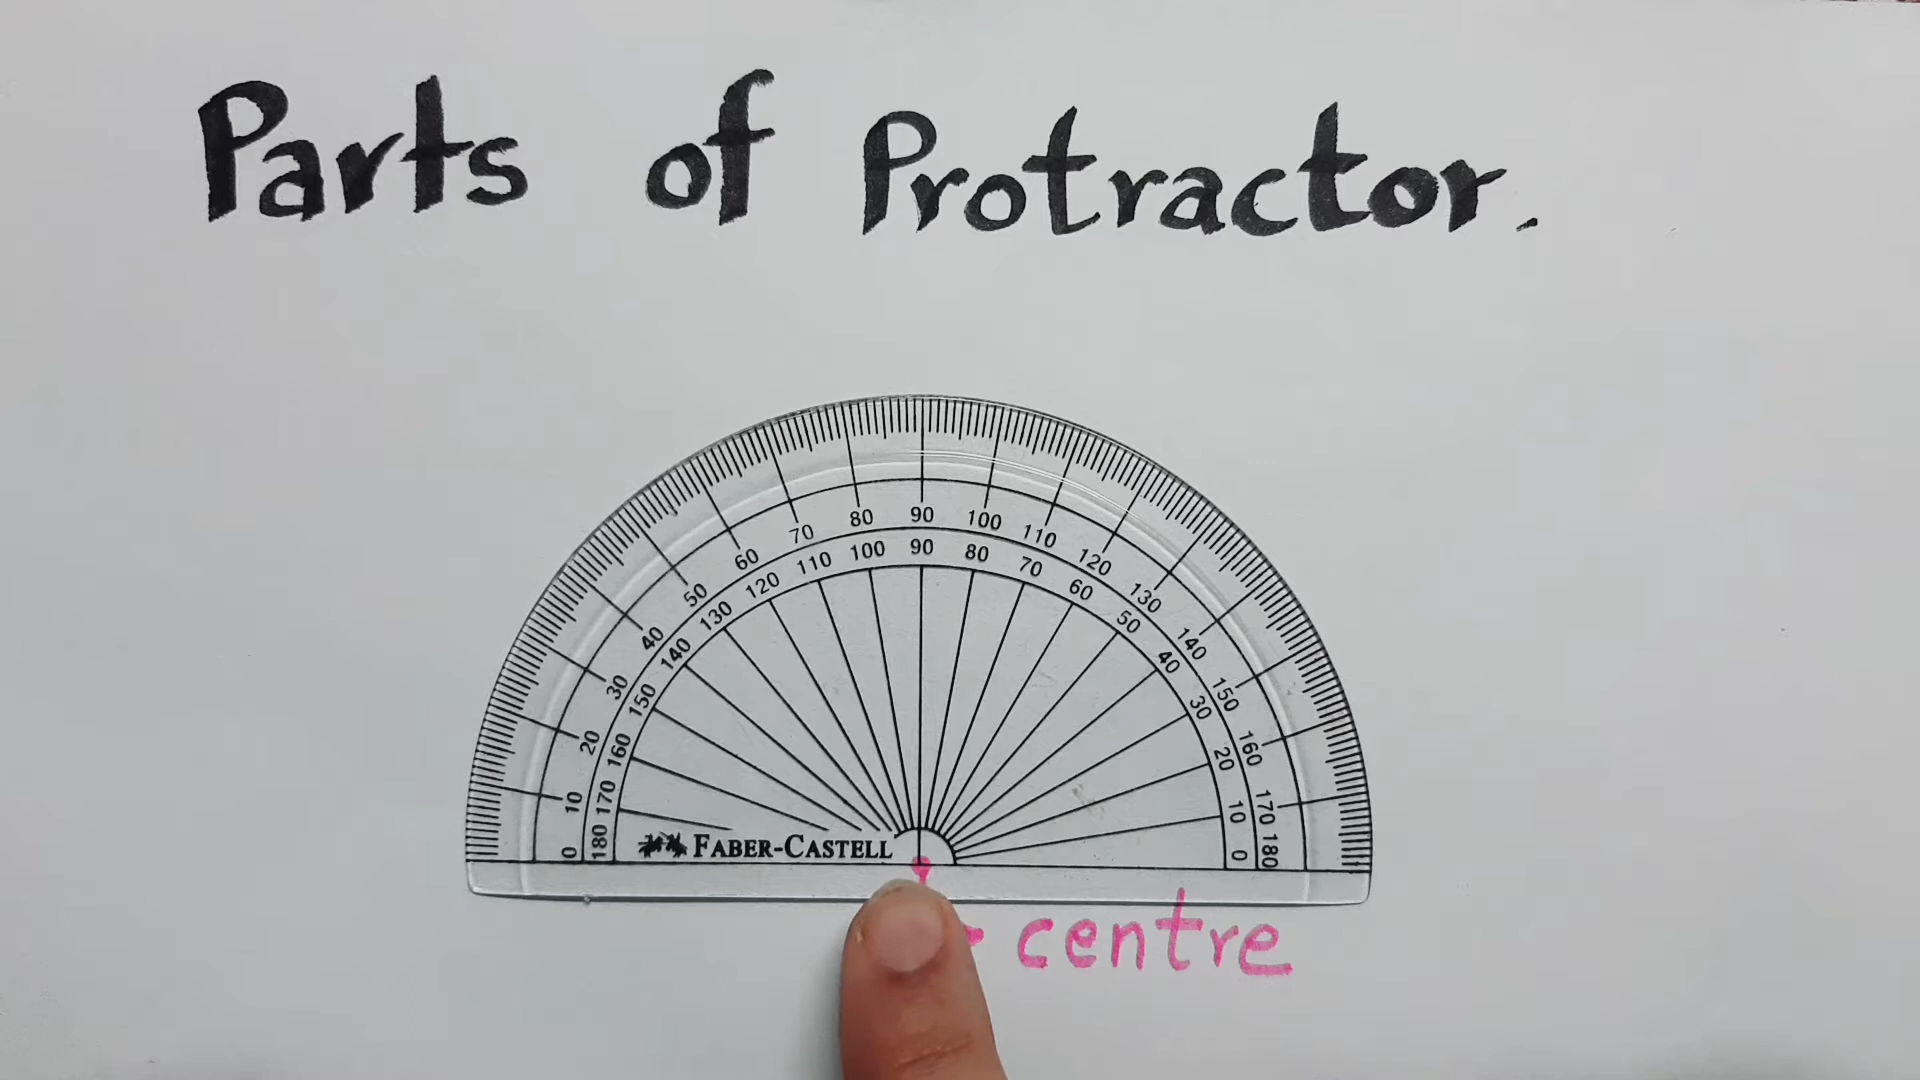 Parts of Protractor.
0 10 20 30 40 50 60 70 80 90 100 110 120 130 140 150 160 170 180
180 170 160 150 140 130 120 110 100 90 80 70 60 50 40 30 20 10 0
FABER-CASTELL
centre